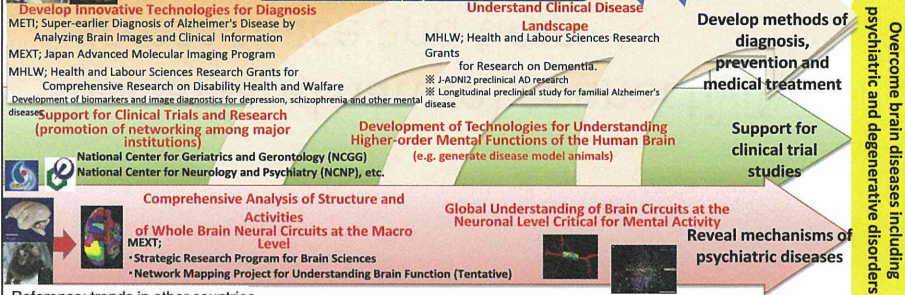 Develop Innovative Technologies for Diagnosis
METI; Super-earlier Diagnosis of Alzheimer's Disease by
Analyzing Brain Images and Clinical Information
MEXT; Japan Advanced Molecular Imaging Program
MHLW; Health and Labour Sciences Research Grants for
Comprehensive Research on Disability Health and Walfare
Development of biomarkers and image diagnostics for depression, schizophrenia and other mental
diseases
Understand Clinical Disease
Landscape
MHLW; Health and Labour Sciences Research
Grants
for Research on Dementia.
※ J-ADNI2 preclinical AD research
※ Longitudinal preclinical study for familial Alzheimer's
disease
Develop methods of
diagnosis,
prevention and
medical treatment
Support for Clinical Trials and Research
(promotion of networking among major
institutions)
National Center for Geriatrics and Gerontology (NCGG)
National Center for Neurology and Psychiatry (NCNP), etc.
Development of Technologies for Understanding
Higher-order Mental Functions of the Human Brain
(e.g. generate disease model animals)
Support for
clinical trial
studies
Comprehensive Analysis of Structure and
Activities
of Whole Brain Neural Circuits at the Macro
Level
MEXT;
・Strategic Research Program for Brain Sciences
・Network Mapping Project for Understanding Brain Function (Tentative)
Global Understanding of Brain Circuits at the
Neuronal Level Critical for Mental Activity
Reveal mechanisms of
psychiatric diseases
Overcome brain diseases including
psychiatric and degenerative disorders
Reference: trends in other countries